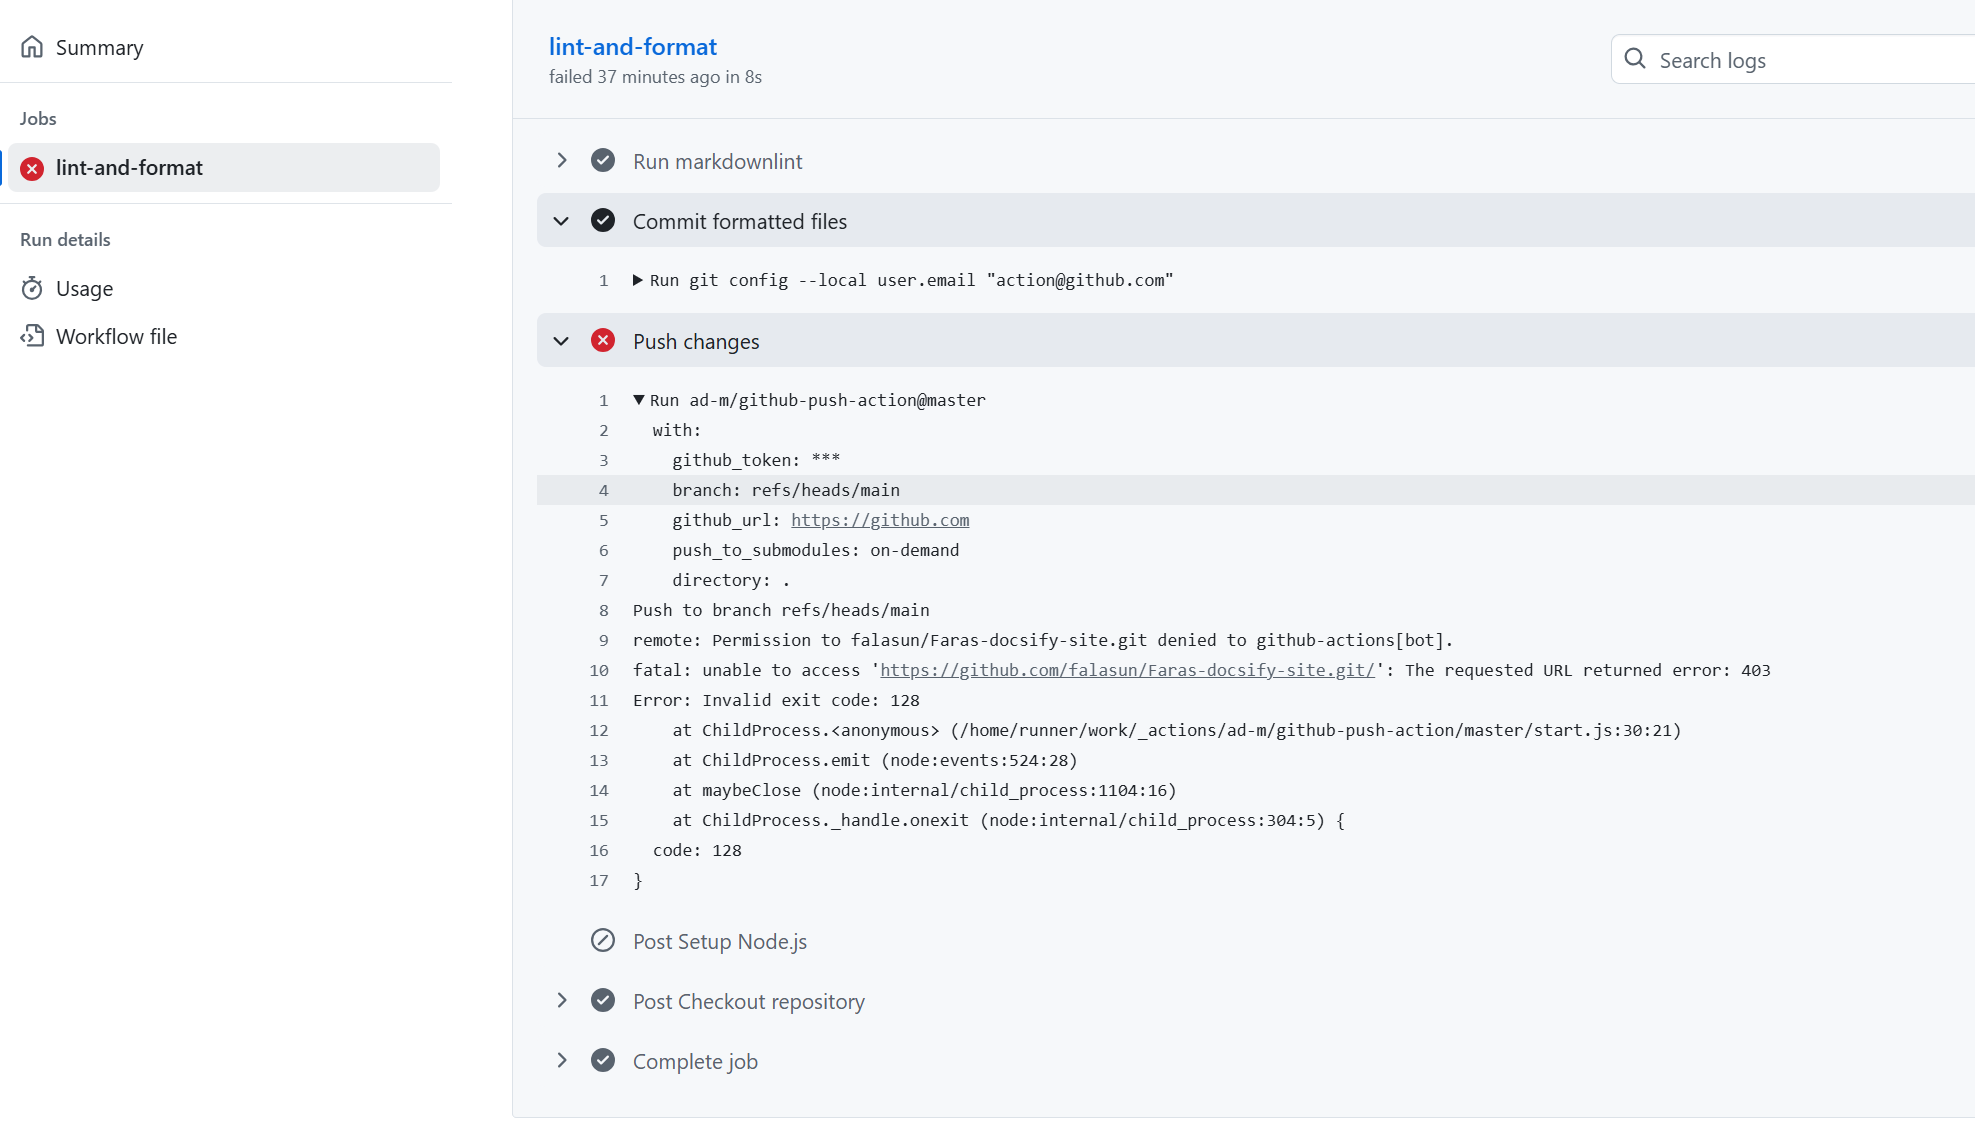 Summary
Jobs
lint-and-format
Run details
Usage
Workflow file
lint-and-format
failed 37 minutes ago in 8s
Search logs
Run markdownlint
Commit formatted files
1 Run git config --local user.email "action@github.com"
Push changes
1 Run ad-m/github-push-action@master
2 with:
3 github_token: ***
4 branch: refs/heads/main
5 github_url: https://github.com
6 push_to_submodules: on-demand
7 directory: .
8 Push to branch refs/heads/main
9 remote: Permission to falasun/Faras-docsify-site.git denied to github-actions[bot].
10 fatal: unable to access 'https://github.com/falasun/Faras-docsify-site.git/': The requested URL returned error: 403
11 Error: Invalid exit code: 128
12 at ChildProcess.<anonymous> (/home/runner/work/_actions/ad-m/github-push-action/master/start.js:30:21)
13 at ChildProcess.emit (node:events:524:28)
14 at maybeClose (node:internal/child_process:1104:16)
15 at ChildProcess._handle.onexit (node:internal/child_process:304:5) {
16 code: 128
17 }
Post Setup Node.js
Post Checkout repository
Complete job